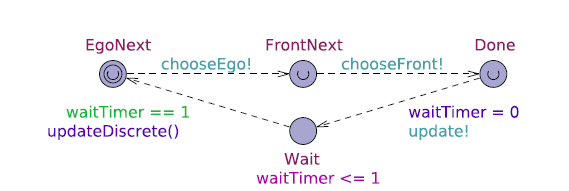 EgoNext
FrontNext
Done
chooseEgo!
chooseFront!
waitTimer == 1
updateDiscrete()
waitTimer = 0
update!
Wait
waitTimer <= 1